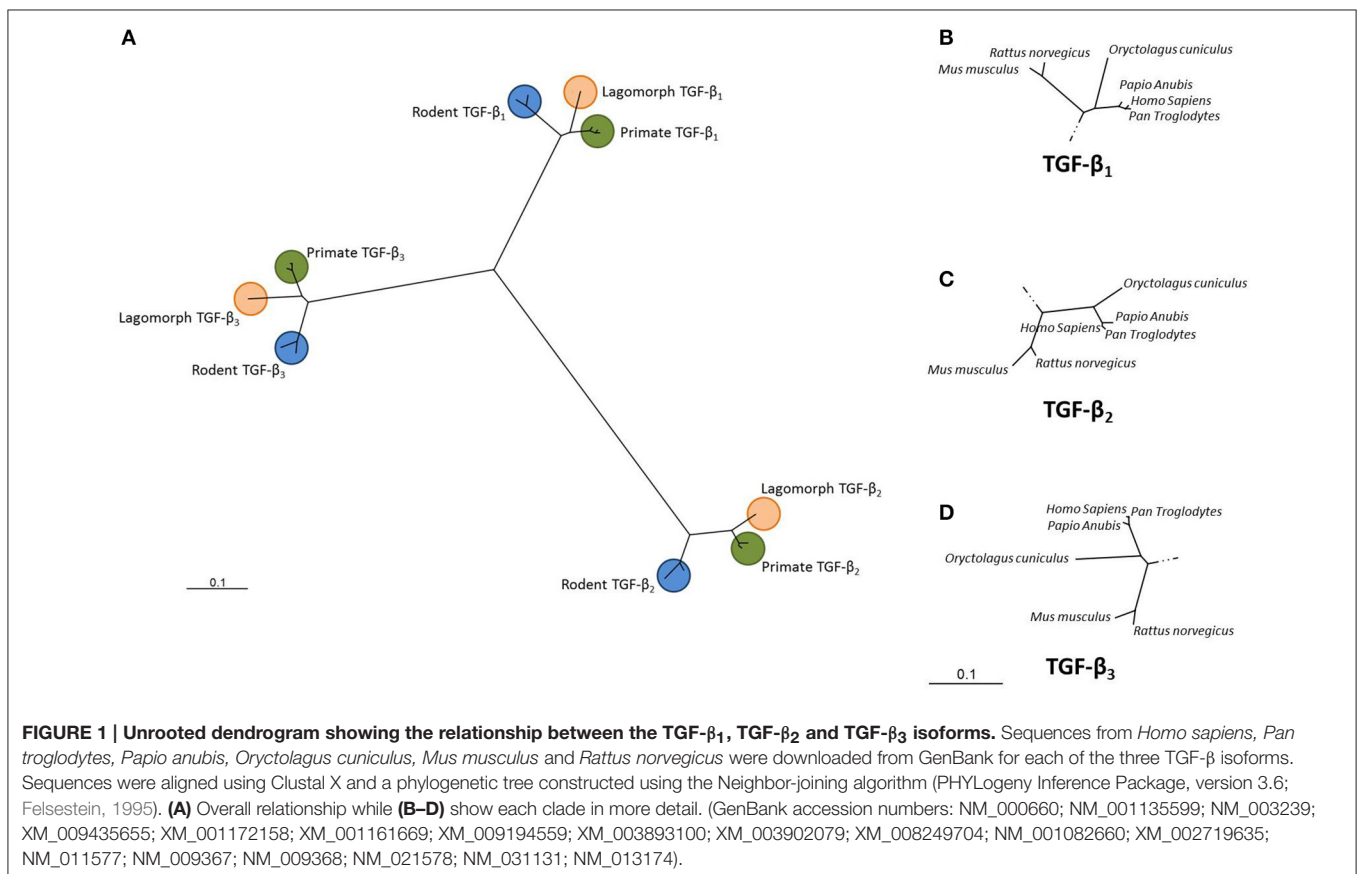 A
Rodent TGF-β1
Lagomorph TGF-β1
Primate TGF-β1
Primate TGF-β3
Lagomorph TGF-β3
Rodent TGF-β3
Lagomorph TGF-β2
Primate TGF-β2
Rodent TGF-β2
0.1
B
Rattus norvegicus
Mus musculus
Oryctolagus cuniculus
Papio Anubis
Homo Sapiens
Pan Troglodytes
TGF-β1
C
Oryctolagus cuniculus
Papio Anubis
Homo Sapiens
Pan Troglodytes
Rattus norvegicus
Mus musculus
TGF-β2
D
Homo Sapiens
Pan Troglodytes
Papio Anubis
Oryctolagus cuniculus
Mus musculus
Rattus norvegicus
TGF-β3
0.1
FIGURE 1 | Unrooted dendrogram showing the relationship between the TGF-β1, TGF-β2 and TGF-β3 isoforms. Sequences from Homo sapiens, Pan
troglodytes, Papio anubis, Oryctolagus cuniculus, Mus musculus and Rattus norvegicus were downloaded from GenBank for each of the three TGF-β isoforms.
Sequences were aligned using Clustal X and a phylogenetic tree constructed using the Neighbor-joining algorithm (PHYLogeny Inference Package, version 3.6;
Felsestein, 1995). (A) Overall relationship while (B–D) show each clade in more detail. (GenBank accession numbers: NM_000660; NM_001135599; NM_003239;
XM_009435655; XM_001172158; XM_001161669; XM_009194559; XM_003893100; XM_003902079; XM_008249704; NM_001082660; XM_002719635;
NM_011577; NM_009367; NM_009368; NM_021578; NM_031131; NM_013174).